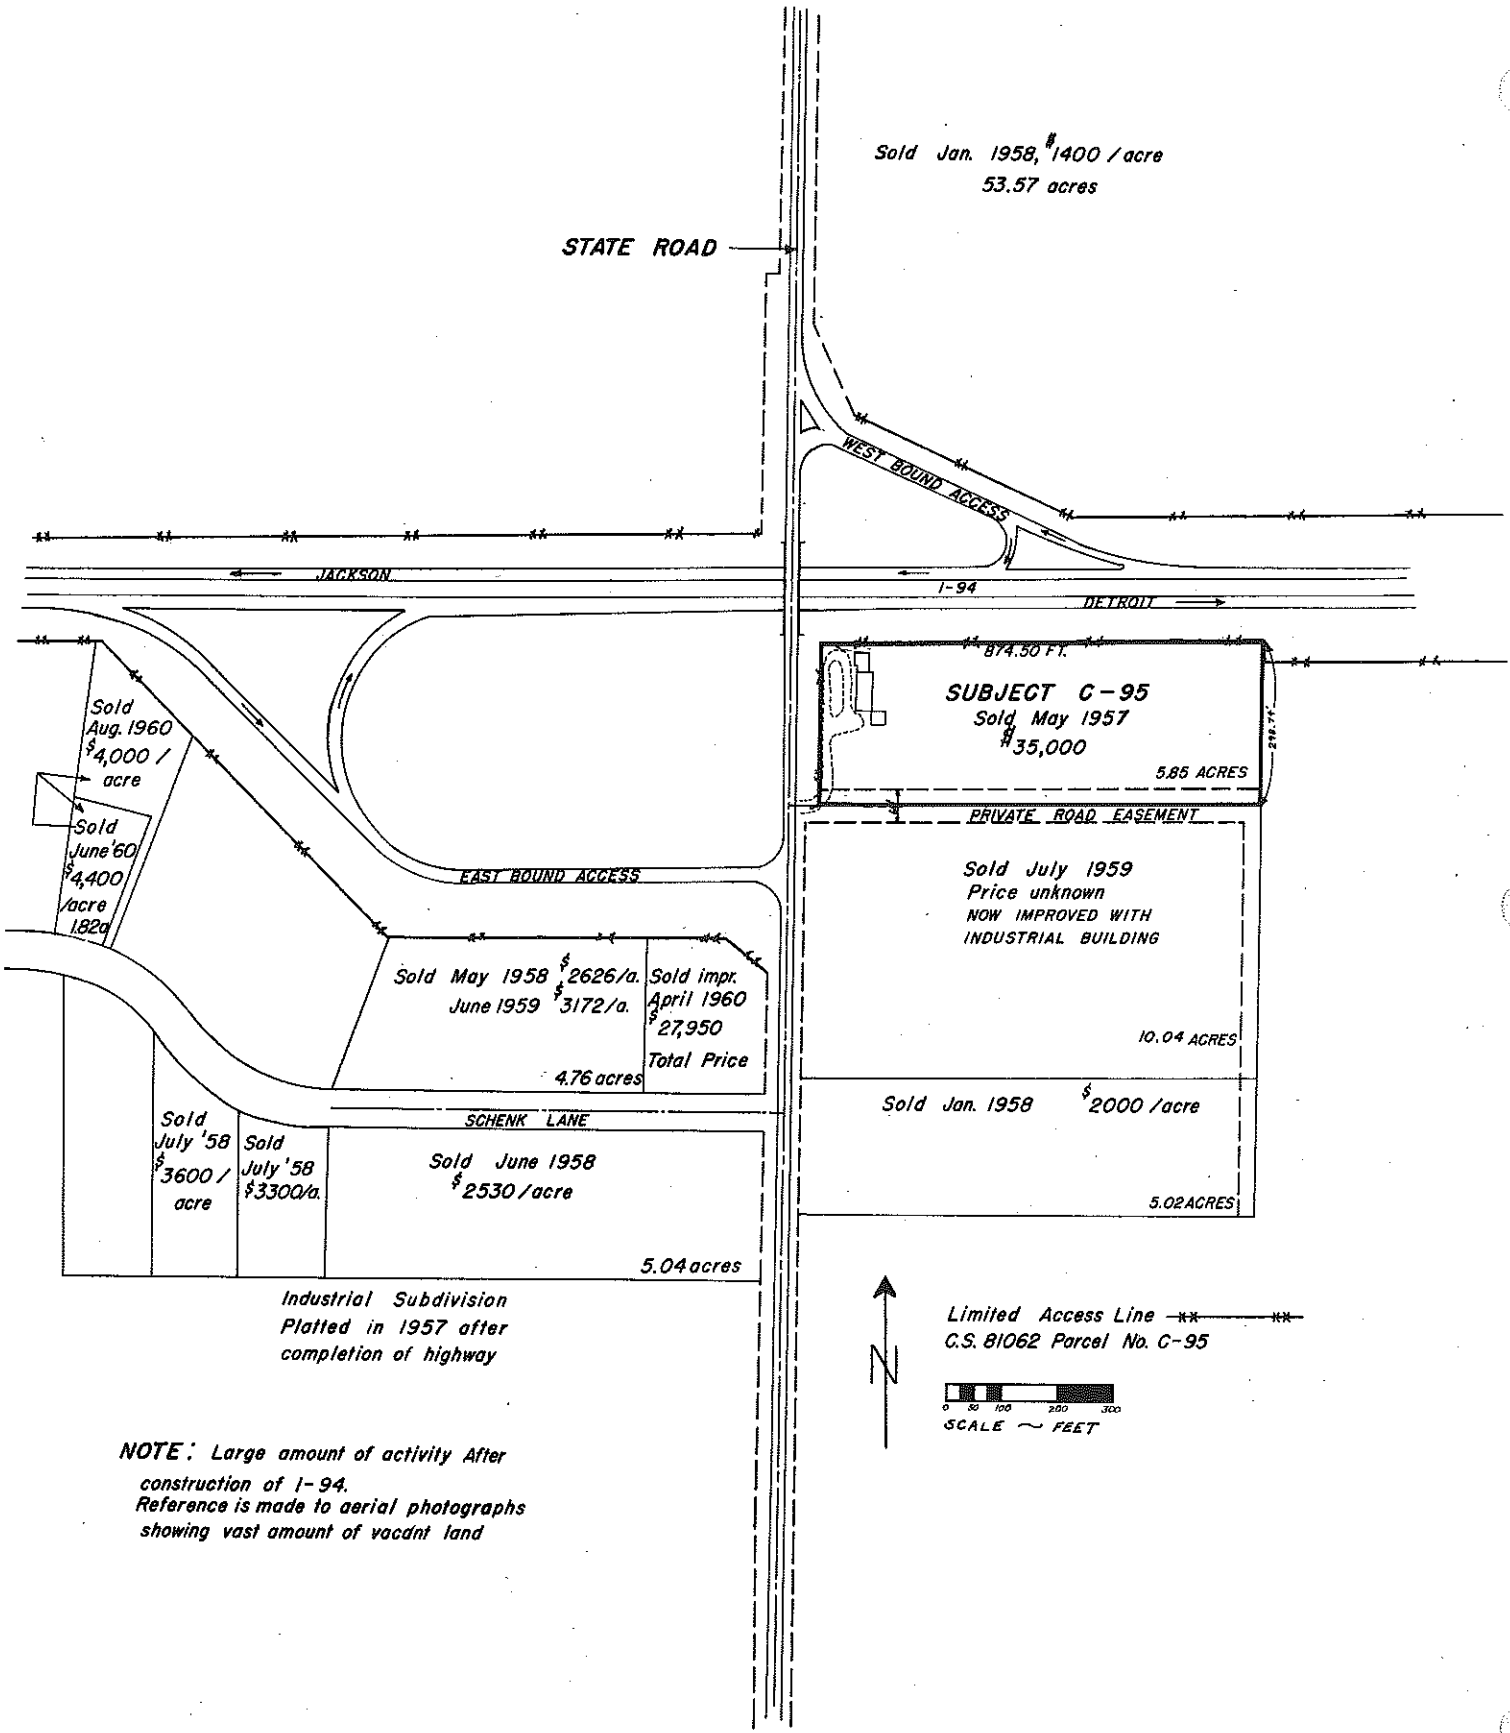 Sold Jan. 1958, $1400 / acre
53.57 acres
STATE ROAD
WEST BOUND ACCESS
JACKSON
I-94
DETROIT
874.50 FT.
SUBJECT C-95
Sold May 1957
$35,000
5.85 ACRES
PRIVATE ROAD EASEMENT
Sold
Aug. 1960
$4,000 /
acre
Sold
June '60
$4,400
/acre
1.82a
EAST BOUND ACCESS
Sold July 1959
Price unknown
NOW IMPROVED WITH
INDUSTRIAL BUILDING
10.04 ACRES
Sold May 1958 $2626/a.
June 1959 $3172/a.
4.76 acres
Sold impr.
April 1960
$27,950
Total Price
Sold Jan. 1958 $2000 /acre
5.02 ACRES
SCHENK LANE
Sold
July '58
$3600 /
acre
Sold
July '58
$3300/a.
Sold June 1958
$2530 / acre
5.04 acres
Industrial Subdivision
Platted in 1957 after
completion of highway
N
Limited Access Line
C.S. 81062 Parcel No. C-95
0 50 100 200 300
SCALE ~ FEET
NOTE: Large amount of activity After
construction of I-94.
Reference is made to aerial photographs
showing vast amount of vacant land